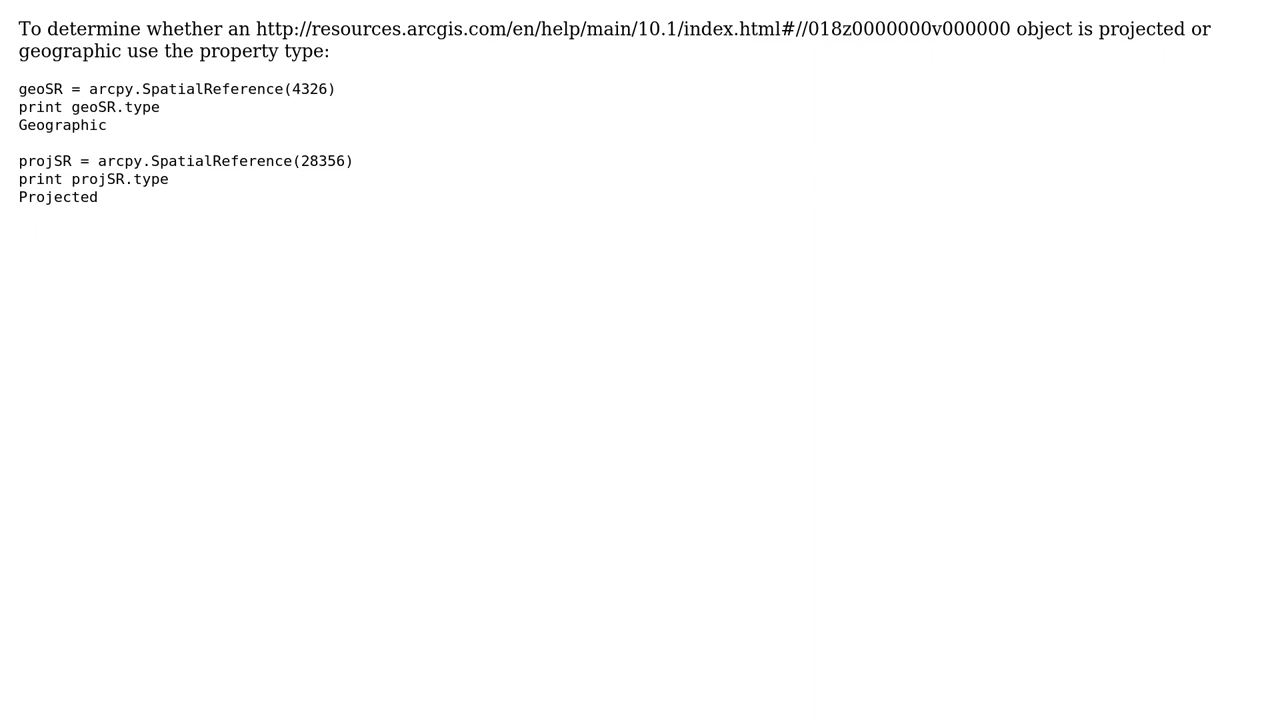 To determine whether an http://resources.arcgis.com/en/help/main/10.1/index.html#//018z0000000v000000 object is projected or
geographic use the property type:
geoSR = arcpy.SpatialReference(4326)
print geoSR.type
Geographic
projSR = arcpy.SpatialReference(28356)
print projSR.type
Projected